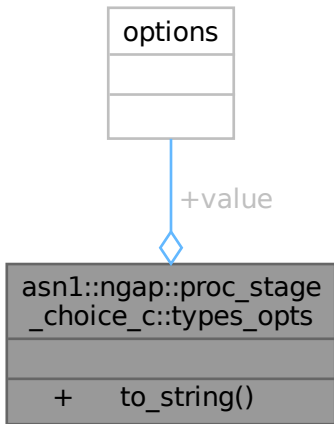 options
+value
asn1::ngap::proc_stage
_choice_c::types_opts
+ to_string()